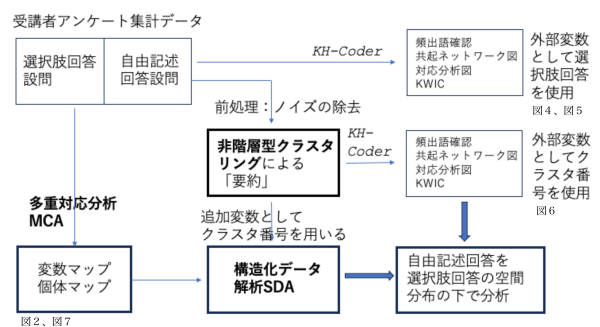 受講者アンケート集計データ
選択肢回答
設問
自由記述
回答設問
KH-Coder
頻出語確認
共起ネットワーク図
対応分析図
KWIC
外部変数
として選
択肢回答
を使用
図4、図5
前処理：ノイズの除去
非階層型クラスタ
リングによる
「要約」
KH-
Coder
頻出語確認
共起ネットワーク図
対応分析図
KWIC
外部変数
としてク
ラスタ番
号を使用
図6
多重対応分析
MCA
追加変数として
クラスタ番号を用いる
変数マップ
個体マップ
構造化データ
解析SDA
自由記述回答を
選択肢回答の空間
分布の下で分析
図2、図7